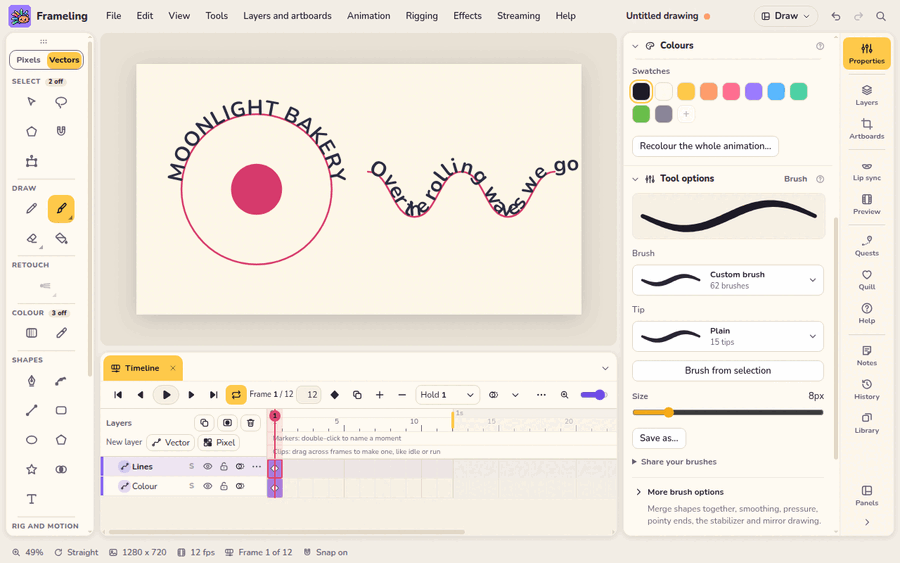 Frameling File Edit View Tools Layers and artboards Animation Rigging Effects Streaming Help Untitled drawing Draw
Pixels Vectors
SELECT 2 off
DRAW
RETOUCH
COLOUR 3 off
SHAPES
T
RIG AND MOTION
MOONLIGHT BAKERY
Over the rolling waves we go
Timeline
Frame 1 / 12 12 Hold 1
Layers
New layer Vector Pixel
1 5 10 1s 15 20
Markers: double-click to name a moment
Clips: drag across frames to make one, like idle or run
Lines S
Colour S
Colours
Swatches
Recolour the whole animation...
Tool options Brush
Brush
Custom brush
62 brushes
Tip
Plain
15 tips
Brush from selection
Size 8px
Save as...
Share your brushes
More brush options
Merge shapes together, smoothing, pressure,
pointy ends, the stabilizer and mirror drawing.
Properties
Layers
Artboards
Lip sync
Preview
Quests
Quill
Help
Notes
History
Library
Panels
49% Straight 1280 x 720 12 fps Frame 1 of 12 Snap on